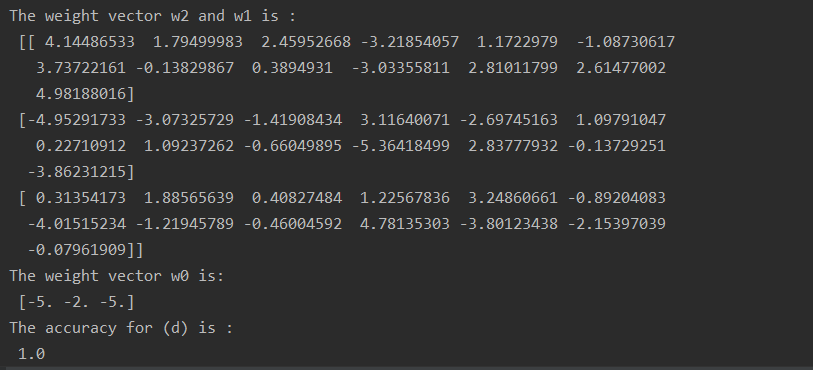 The weight vector w2 and w1 is :
[[ 4.14486533 1.79499983 2.45952668 -3.21854057 1.1722979 -1.08730617
3.73722161 -0.13829867 0.3894931 -3.03355811 2.81011799 2.61477002
4.98188016]
[-4.95291733 -3.07325729 -1.41908434 3.11640071 -2.69745163 1.09791047
0.22710912 1.09237262 -0.66049895 -5.36418499 2.83777932 -0.13729251
-3.86231215]
[ 0.31354173 1.88565639 0.40827484 1.22567836 3.24860661 -0.89204083
-4.01515234 -1.21945789 -0.46004592 4.78135303 -3.80123438 -2.15397039
-0.07961909]]
The weight vector w0 is:
[-5. -2. -5.]
The accuracy for (d) is :
1.0